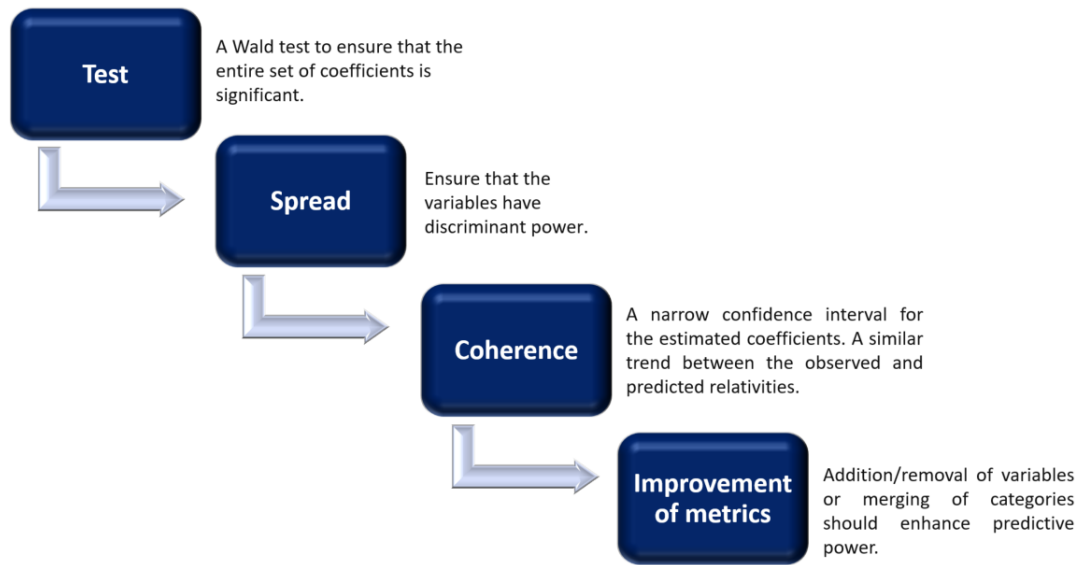 Test
A Wald test to ensure that the
entire set of coefficients is
significant.
Spread
Ensure that the
variables have
discriminant power.
Coherence
A narrow confidence interval for
the estimated coefficients. A similar
trend between the observed and
predicted relativities.
Improvement
of metrics
Addition/removal of variables
or merging of categories
should enhance predictive
power.